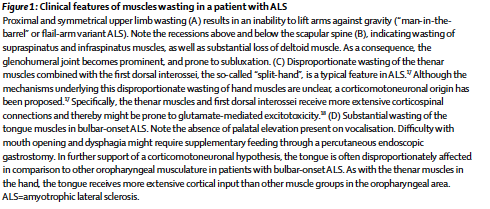 Figure 1: Clinical features of muscles wasting in a patient with ALS
Proximal and symmetrical upper limb wasting (A) results in an inability to lift arms against gravity (“man-in-the-
barrel” or flail-arm variant ALS). Note the recessions above and below the scapular spine (B), indicating wasting of
supraspinatus and infraspinatus muscles, as well as substantial loss of deltoid muscle. As a consequence, the
glenohumeral joint becomes prominent, and prone to subluxation. (C) Disproportionate wasting of the thenar
muscles combined with the first dorsal interossei, the so-called “split-hand”, is a typical feature in ALS.¹⁷ Although the
mechanisms underlying this disproportionate wasting of hand muscles are unclear, a corticomotoneuronal origin has
been proposed.¹⁷ Specifically, the thenar muscles and first dorsal interossei receive more extensive corticospinal
connections and thereby might be prone to glutamate-mediated excitotoxicity.¹⁸ (D) Substantial wasting of the
tongue muscles in bulbar-onset ALS. Note the absence of palatal elevation present on vocalisation. Difficulty with
mouth opening and dysphagia might require supplementary feeding through a percutaneous endoscopic
gastrostomy. In further support of a corticomotoneuronal hypothesis, the tongue is often disproportionately affected
in comparison to other oropharyngeal musculature in patients with bulbar-onset ALS. As with the thenar muscles in
the hand, the tongue receives more extensive cortical input than other muscle groups in the oropharyngeal area.
ALS=amyotrophic lateral sclerosis.